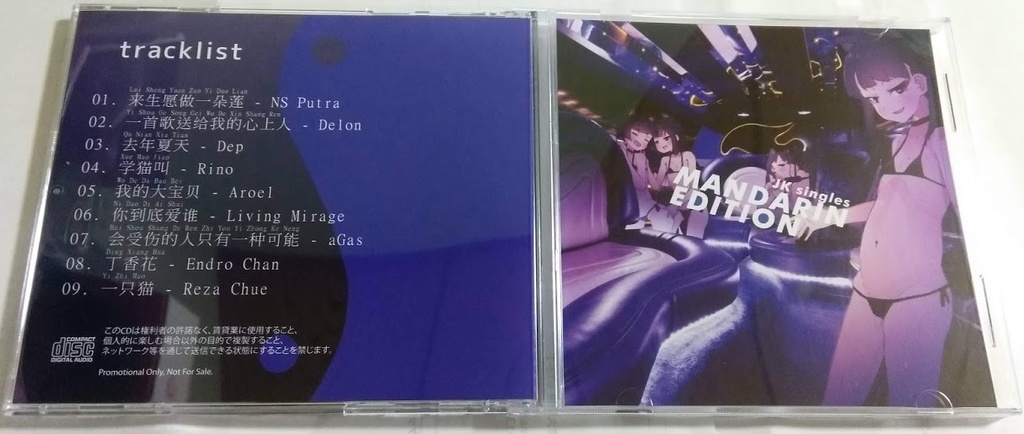 tracklist
Lai Sheng Yuan Zuo Yi Duo Lian
01. 来生愿做一朵莲 - NS Putra
Yi Shou Ge Song Gei Wo De Xin Shang Ren
02. 一首歌送给我的心上人 - Delon
Qu Nian Xia Tian
03. 去年夏天 - Dep
Xue Mao Jiao
04. 学猫叫 - Rino
Wo De Da Bao Bei
05. 我的大宝贝 - Aroel
Ni Dao Di Ai Shui
06. 你到底爱谁 - Living Mirage
Hui Shou Shang De Ren Zhi You Yi Zhong Ke Neng
07. 会受伤的人只有一种可能 - aGas
Ding Xiang Hua
08. 丁香花 - Endro Chan
Yi Zhi Mao
09. 一只猫 - Reza Chue
COMPACT
disc
DIGITAL AUDIO
このCDは権利者の許諾なく、賃貸業に使用すること、
個人的に楽しむ場合以外の目的で複製すること、
ネットワーク等を通じて送信できる状態にすることを禁じます。
Promotional Only, Not For Sale.
JK singles
MANDARIN
EDITION